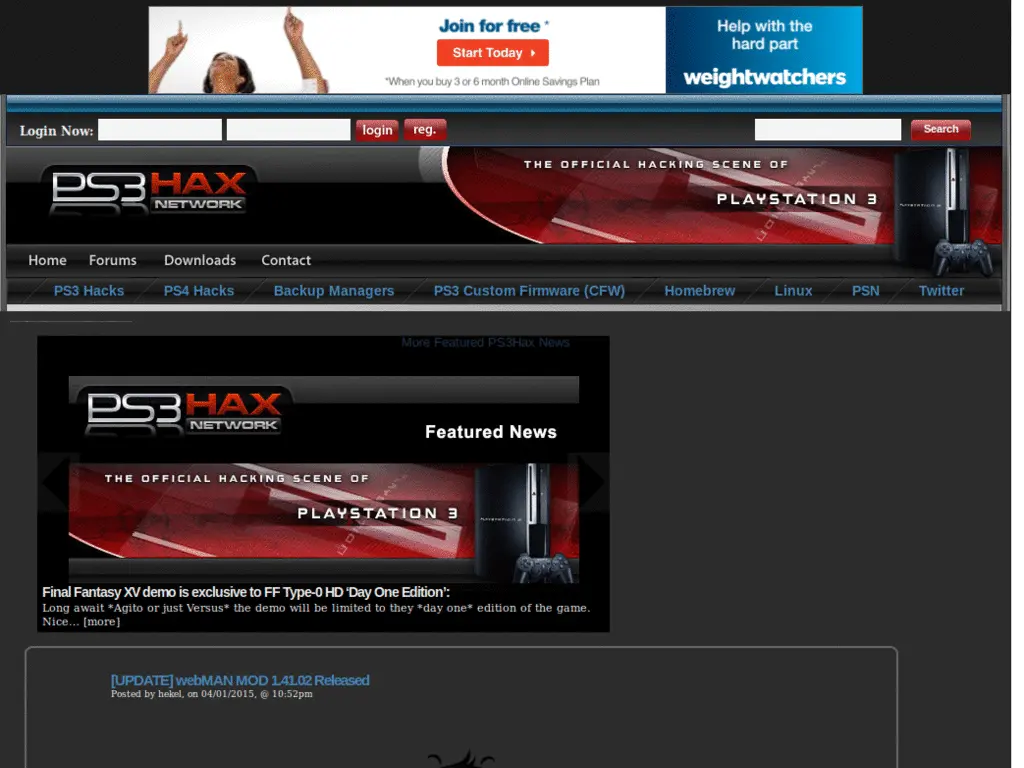 Join for free *
Start Today
*When you buy 3 or 6 month Online Savings Plan
Help with the
hard part
weightwatchers
Login Now:
login
reg.
Search
PS3HAX
NETWORK
THE OFFICIAL HACKING SCENE OF
PLAYSTATION 3
Home Forums Downloads Contact
PS3 Hacks PS4 Hacks Backup Managers PS3 Custom Firmware (CFW) Homebrew Linux PSN Twitter
More Featured PS3Hax News
PS3HAX
NETWORK
Featured News
THE OFFICIAL HACKING SCENE OF
PLAYSTATION 3
Final Fantasy XV demo is exclusive to FF Type-0 HD ‘Day One Edition’:
Long await *Agito or just Versus* the demo will be limited to they *day one* edition of the game.
Nice... [more]
[UPDATE] webMAN MOD 1.41.02 Released
Posted by hekel, on 04/01/2015, @ 10:52pm